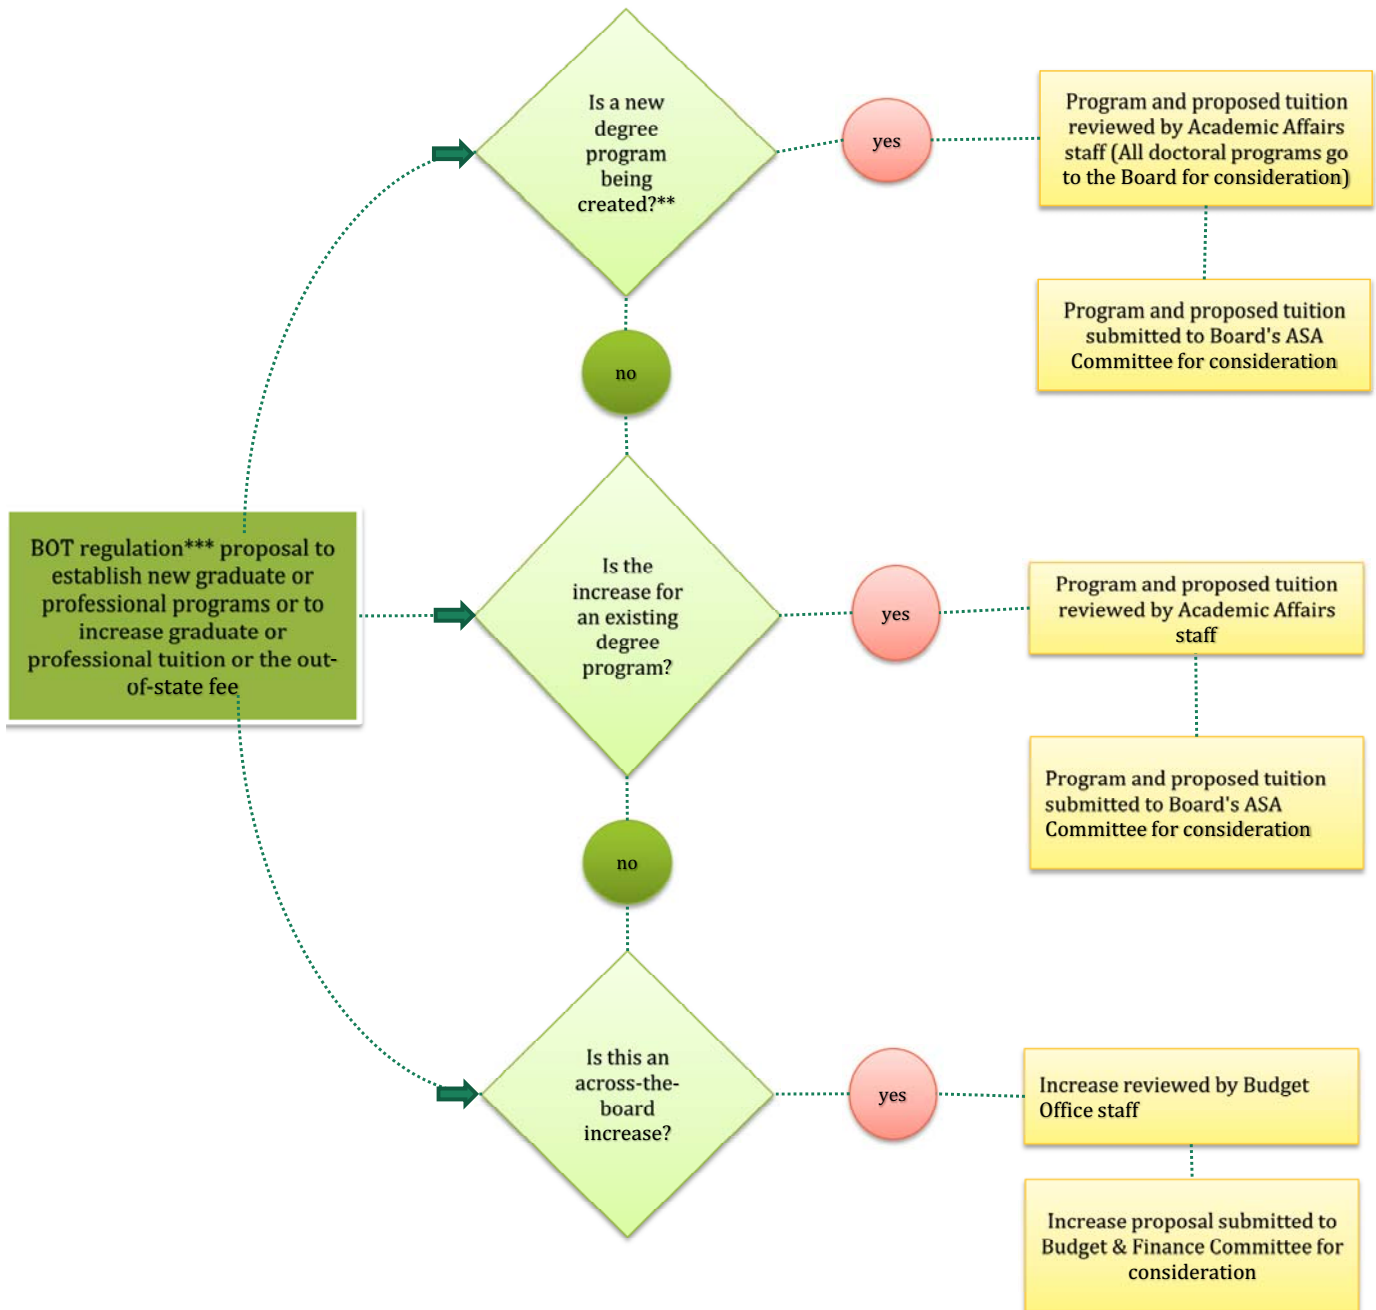 Is a new
degree
program
being
created?**
yes
Program and proposed tuition
reviewed by Academic Affairs
staff (All doctoral programs go
to the Board for consideration)
Program and proposed tuition
submitted to Board's ASA
Committee for consideration
no
BOT regulation*** proposal to
establish new graduate or
professional programs or to
increase graduate or
professional tuition or the out-
of-state fee
Is the
increase for
an existing
degree
program?
yes
Program and proposed tuition
reviewed by Academic Affairs
staff
Program and proposed tuition
submitted to Board's ASA
Committee for consideration
no
Is this an
across-the-
board
increase?
yes
Increase reviewed by Budget
Office staff
Increase proposal submitted to
Budget & Finance Committee for
consideration